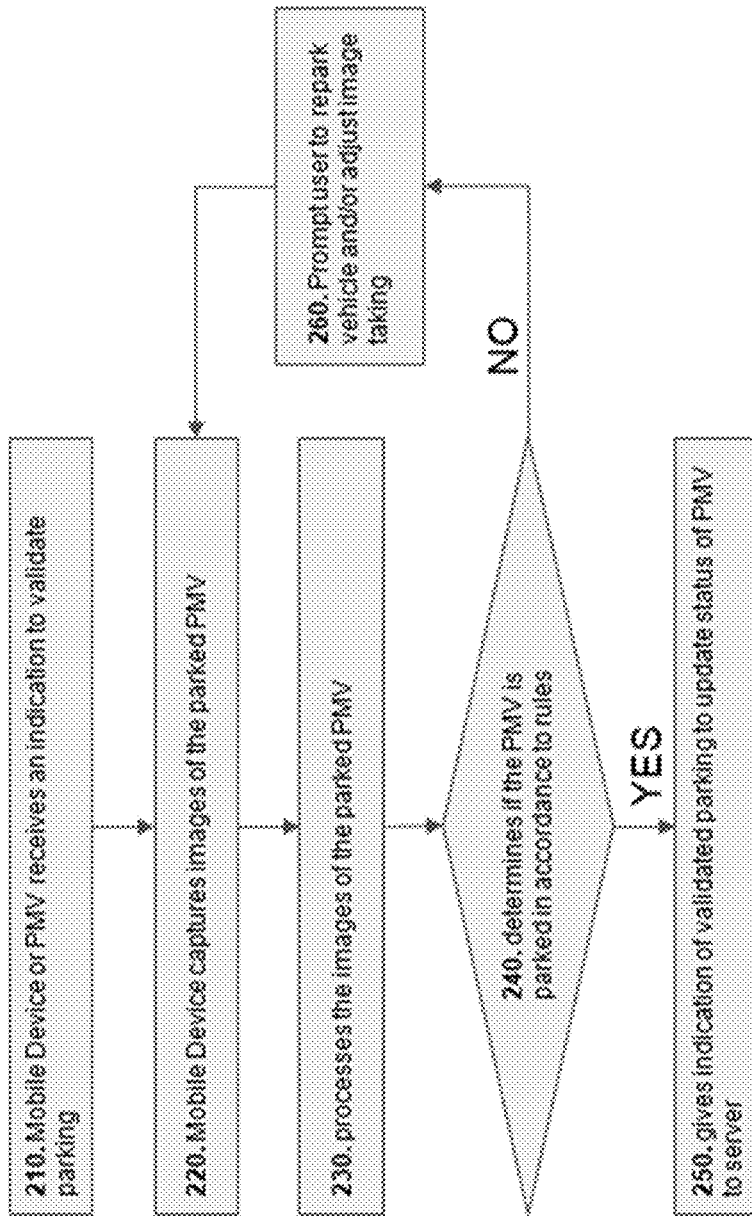 210. Mobile Device or PMV receives an indication to validate
parking
220. Mobile Device captures images of the parked PMV
230. processes the images of the parked PMV
240. determines if the PMV is
parked in accordance to rules
NO
260. Prompt user to repark
vehicle and/or adjust image
taking
YES
250. gives indication of validated parking to update status of PMV
to server